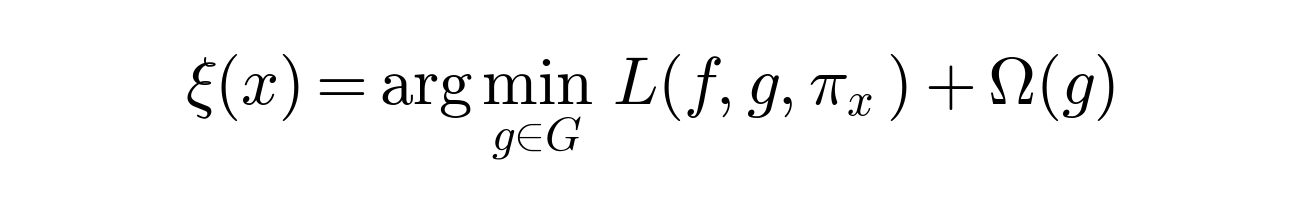 ξ(x) = arg min_{g∈G} L(f, g, π_x) + Ω(g)